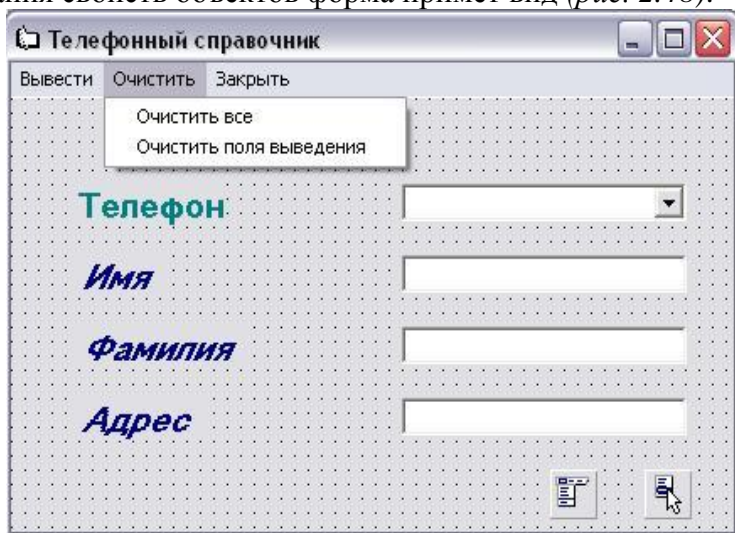 свойств объектов форма примет вид (рис. 2.48).
Телефонный справочник
Вывести Очистить Закрыть
Очистить все
Очистить поля выведения
Телефон
Имя
Фамилия
Адрес